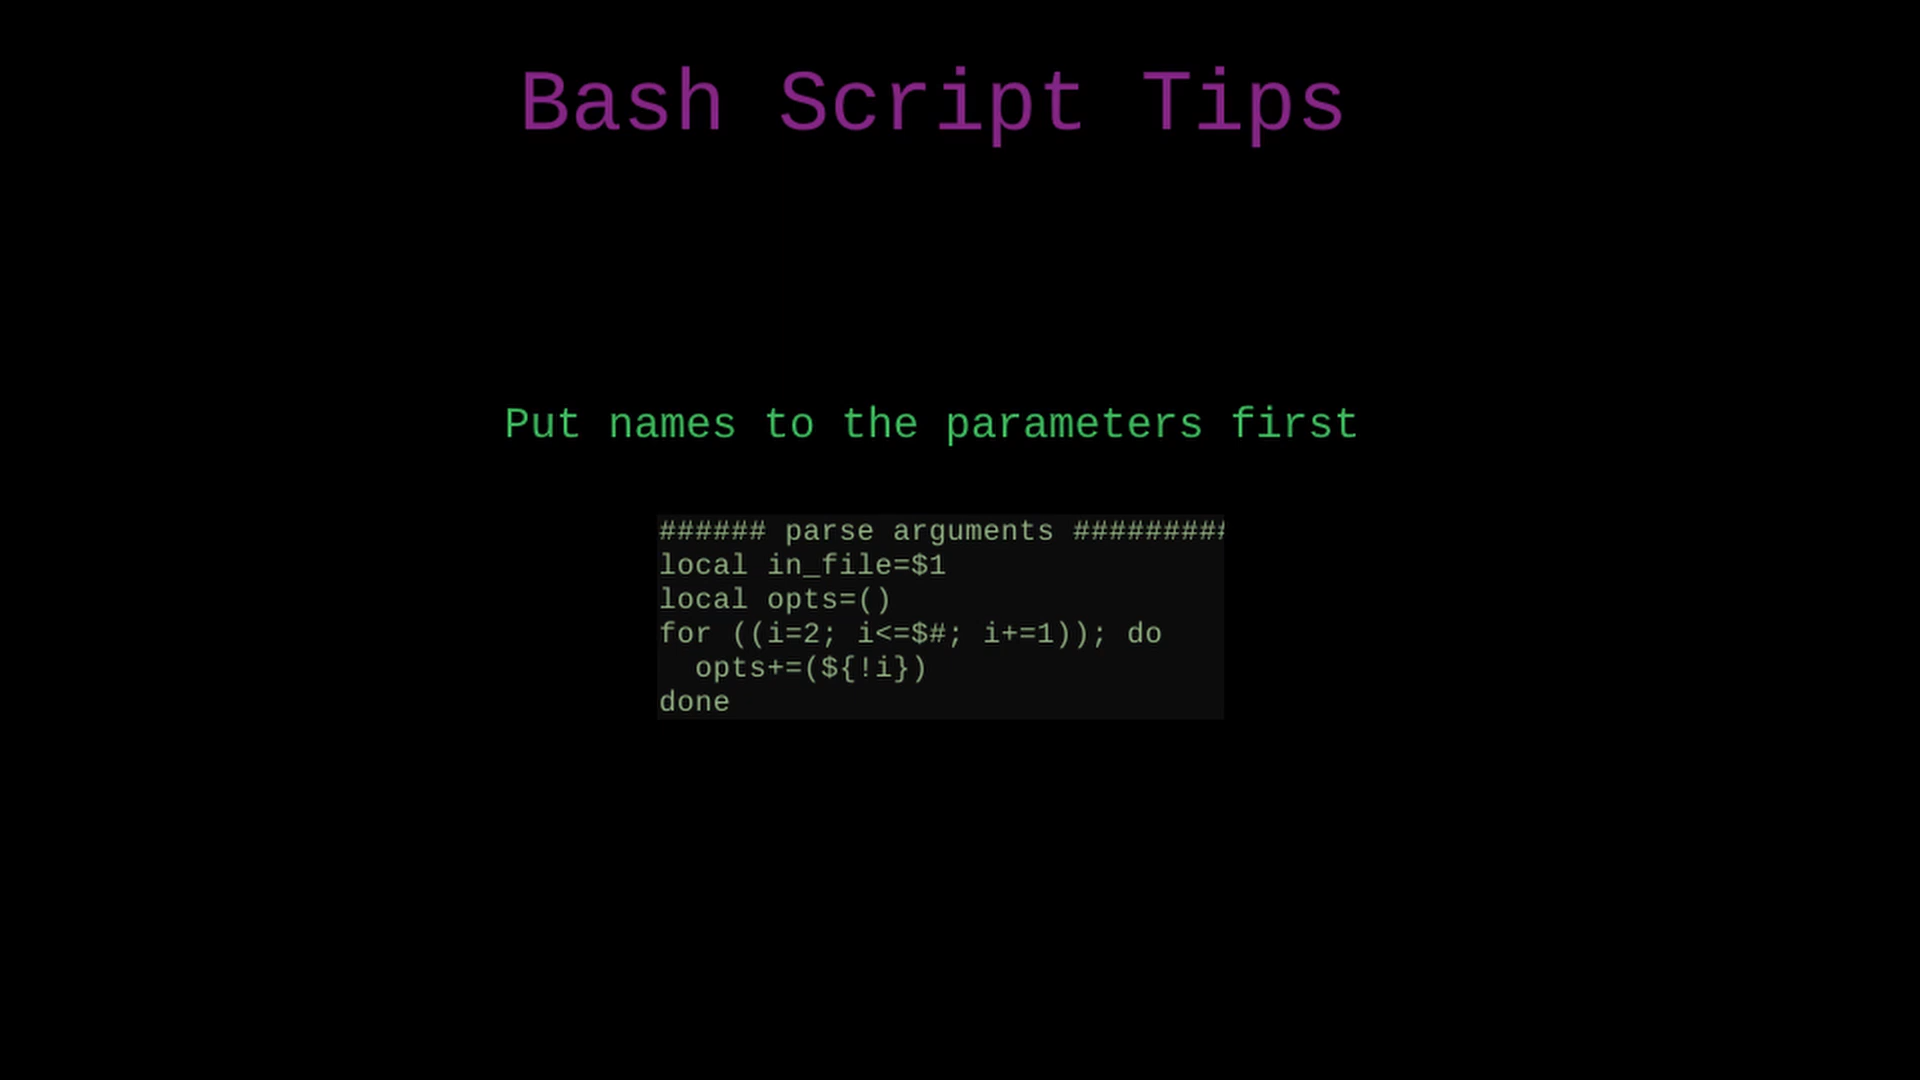 Bash Script Tips
Put names to the parameters first
###### parse arguments #########
local in_file=$1
local opts=()
for ((i=2; i<=$#; i+=1)); do
  opts+=(${!i})
done